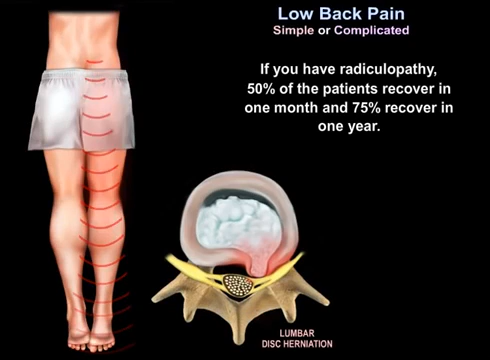 Low Back Pain
Simple or Complicated
If you have radiculopathy,
50% of the patients recover in
one month and 75% recover in
one year.
LUMBAR
DISC HERNIATION